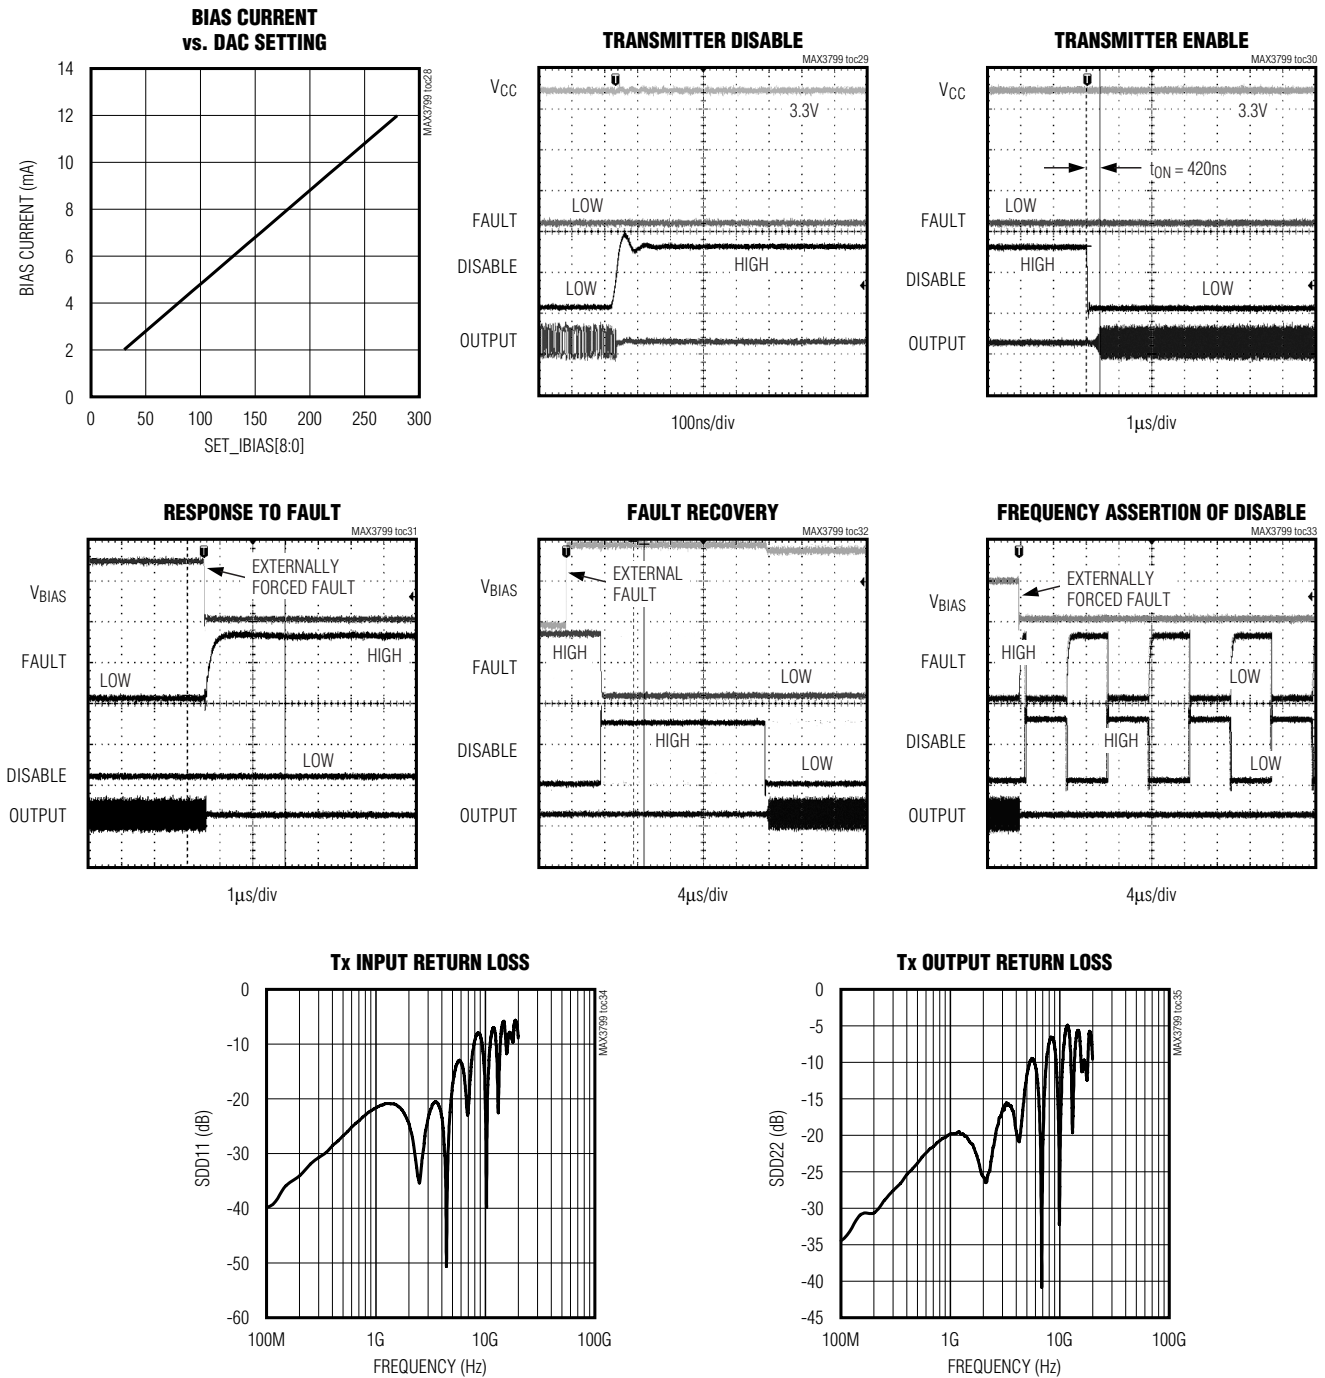 BIAS CURRENT
vs. DAC SETTING
MAX3799 toc28
BIAS CURRENT (mA)
14
12
10
8
6
4
2
0
0 50 100 150 200 250 300
SET_IBIAS[8:0]
TRANSMITTER DISABLE
MAX3799 toc29
VCC
3.3V
FAULT
LOW
DISABLE
HIGH
LOW
OUTPUT
100ns/div
TRANSMITTER ENABLE
MAX3799 toc30
VCC
3.3V
tON = 420ns
FAULT
LOW
HIGH
DISABLE
LOW
OUTPUT
1µs/div
RESPONSE TO FAULT
MAX3799 toc31
VBIAS
EXTERNALLY
FORCED FAULT
FAULT
HIGH
LOW
DISABLE
LOW
OUTPUT
1µs/div
FAULT RECOVERY
MAX3799 toc32
VBIAS
EXTERNAL
FAULT
FAULT
HIGH
LOW
DISABLE
HIGH
LOW
OUTPUT
4µs/div
FREQUENCY ASSERTION OF DISABLE
MAX3799 toc33
VBIAS
EXTERNALLY
FORCED FAULT
FAULT
HIGH
LOW
DISABLE
HIGH
LOW
OUTPUT
4µs/div
Tx INPUT RETURN LOSS
MAX3799 toc34
SDD11 (dB)
0
-10
-20
-30
-40
-50
-60
100M 1G 10G 100G
FREQUENCY (Hz)
Tx OUTPUT RETURN LOSS
MAX3799 toc35
SDD22 (dB)
0
-5
-10
-15
-20
-25
-30
-35
-40
-45
100M 1G 10G 100G
FREQUENCY (Hz)